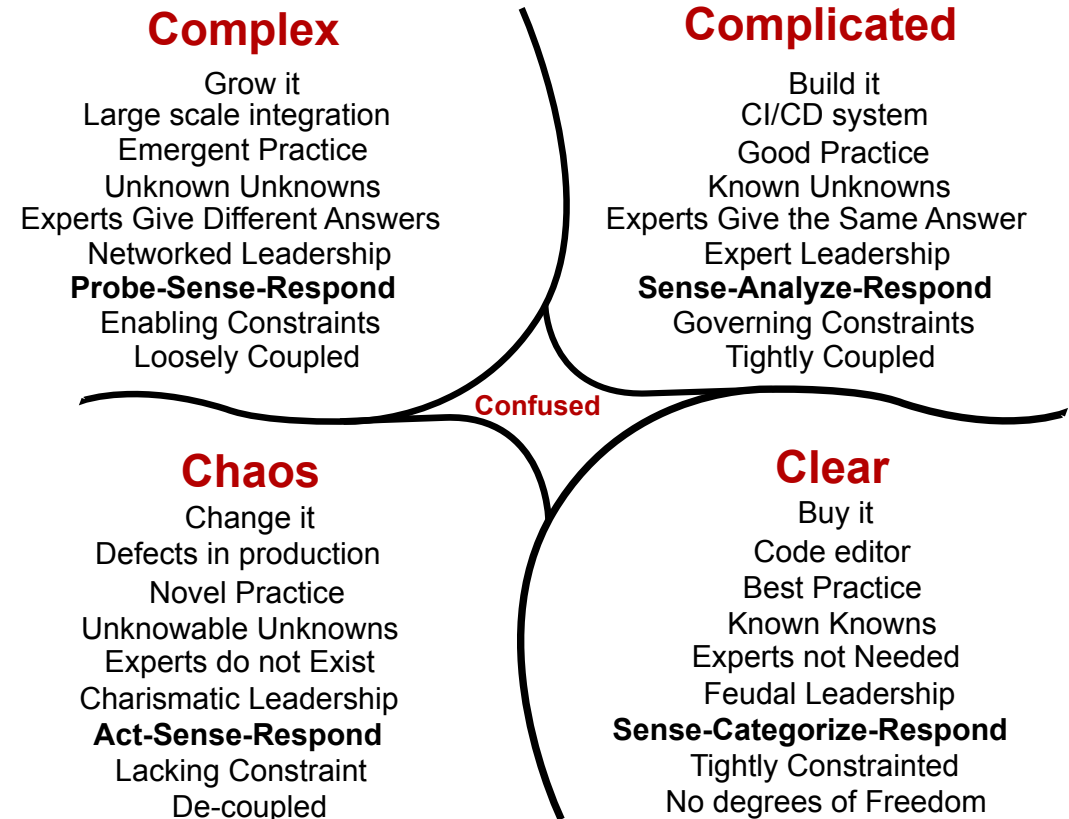 Complex
Grow it
Large scale integration
Emergent Practice
Unknown Unknowns
Experts Give Different Answers
Networked Leadership
Probe-Sense-Respond
Enabling Constraints
Loosely Coupled
Complicated
Build it
CI/CD system
Good Practice
Known Unknowns
Experts Give the Same Answer
Expert Leadership
Sense-Analyze-Respond
Governing Constraints
Tightly Coupled
Confused
Chaos
Change it
Defects in production
Novel Practice
Unknowable Unknowns
Experts do not Exist
Charismatic Leadership
Act-Sense-Respond
Lacking Constraint
De-coupled
Clear
Buy it
Code editor
Best Practice
Known Knowns
Experts not Needed
Feudal Leadership
Sense-Categorize-Respond
Tightly Constrainted
No degrees of Freedom